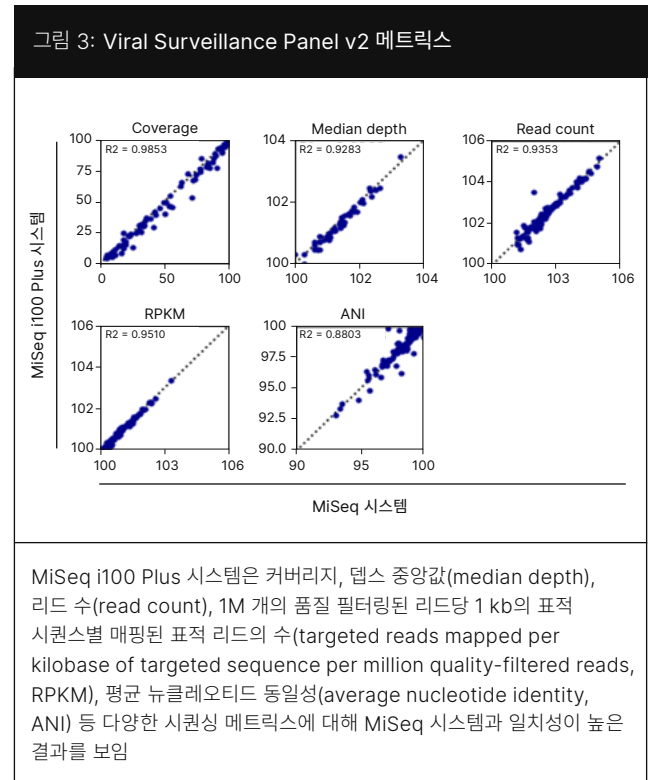 그림 3: Viral Surveillance Panel v2 메트릭스
Coverage
R2 = 0.9853
100
75
50
25
0
0 50 100
Median depth
R2 = 0.9283
104
102
100
100 102 104
Read count
R2 = 0.9353
106
104
102
100
100 103 106
RPKM
R2 = 0.9510
106
104
102
100
100 103 106
ANI
R2 = 0.8803
100
97.5
95.0
92.5
90.0
90 95 100
MiSeq i100 Plus 시스템
MiSeq 시스템
MiSeq i100 Plus 시스템은 커버리지, 뎁스 중앙값(median depth),
리드 수(read count), 1M 개의 품질 필터링된 리드당 1 kb의 표적
시퀀스별 매핑된 표적 리드의 수(targeted reads mapped per
kilobase of targeted sequence per million quality-filtered reads,
RPKM), 평균 뉴클레오티드 동일성(average nucleotide identity,
ANI) 등 다양한 시퀀싱 메트릭스에 대해 MiSeq 시스템과 일치성이 높은
결과를 보임